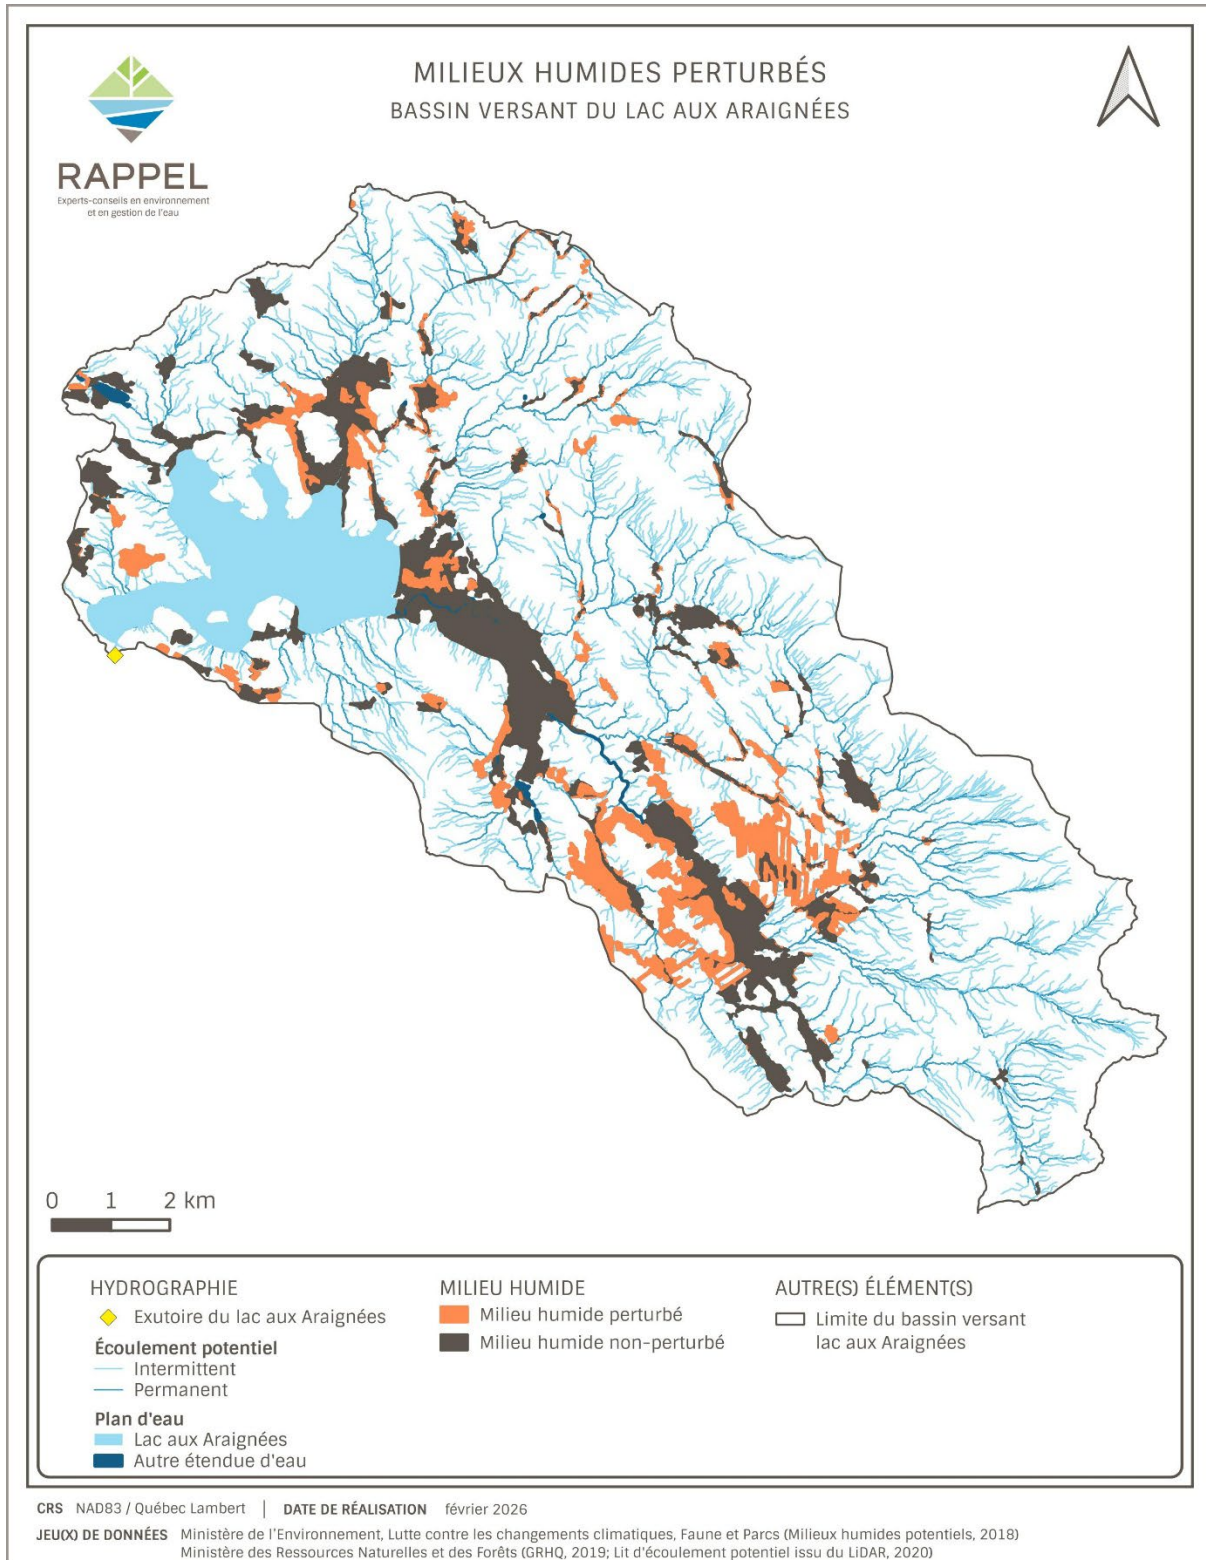 MILIEUX HUMIDES PERTURBÉS
BASSIN VERSANT DU LAC AUX ARAIGNÉES
RAPPEL
Experts-conseils en environnement
et en gestion de l'eau
0 1 2 km
HYDROGRAPHIE
Exutoire du lac aux Araignées
Écoulement potentiel
Intermittent
Permanent
Plan d'eau
Lac aux Araignées
Autre étendue d'eau
MILIEU HUMIDE
Milieu humide perturbé
Milieu humide non-perturbé
AUTRE(S) ÉLÉMENT(S)
Limite du bassin versant
lac aux Araignées
CRS NAD83 / Québec Lambert | DATE DE RÉALISATION février 2026
JEU(X) DE DONNÉES Ministère de l'Environnement, Lutte contre les changements climatiques, Faune et Parcs (Milieux humides potentiels, 2018)
Ministère des Ressources Naturelles et des Forêts (GRHQ, 2019; Lit d'écoulement potentiel issu du LiDAR, 2020)